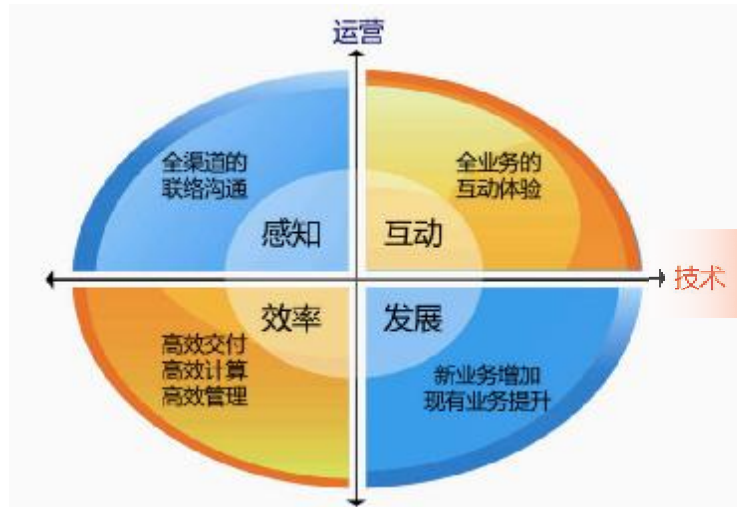 运营
全渠道的
联络沟通
全业务的
互动体验
感知
互动
技术
效率
发展
高效交付
高效计算
高效管理
新业务增加
现有业务提升